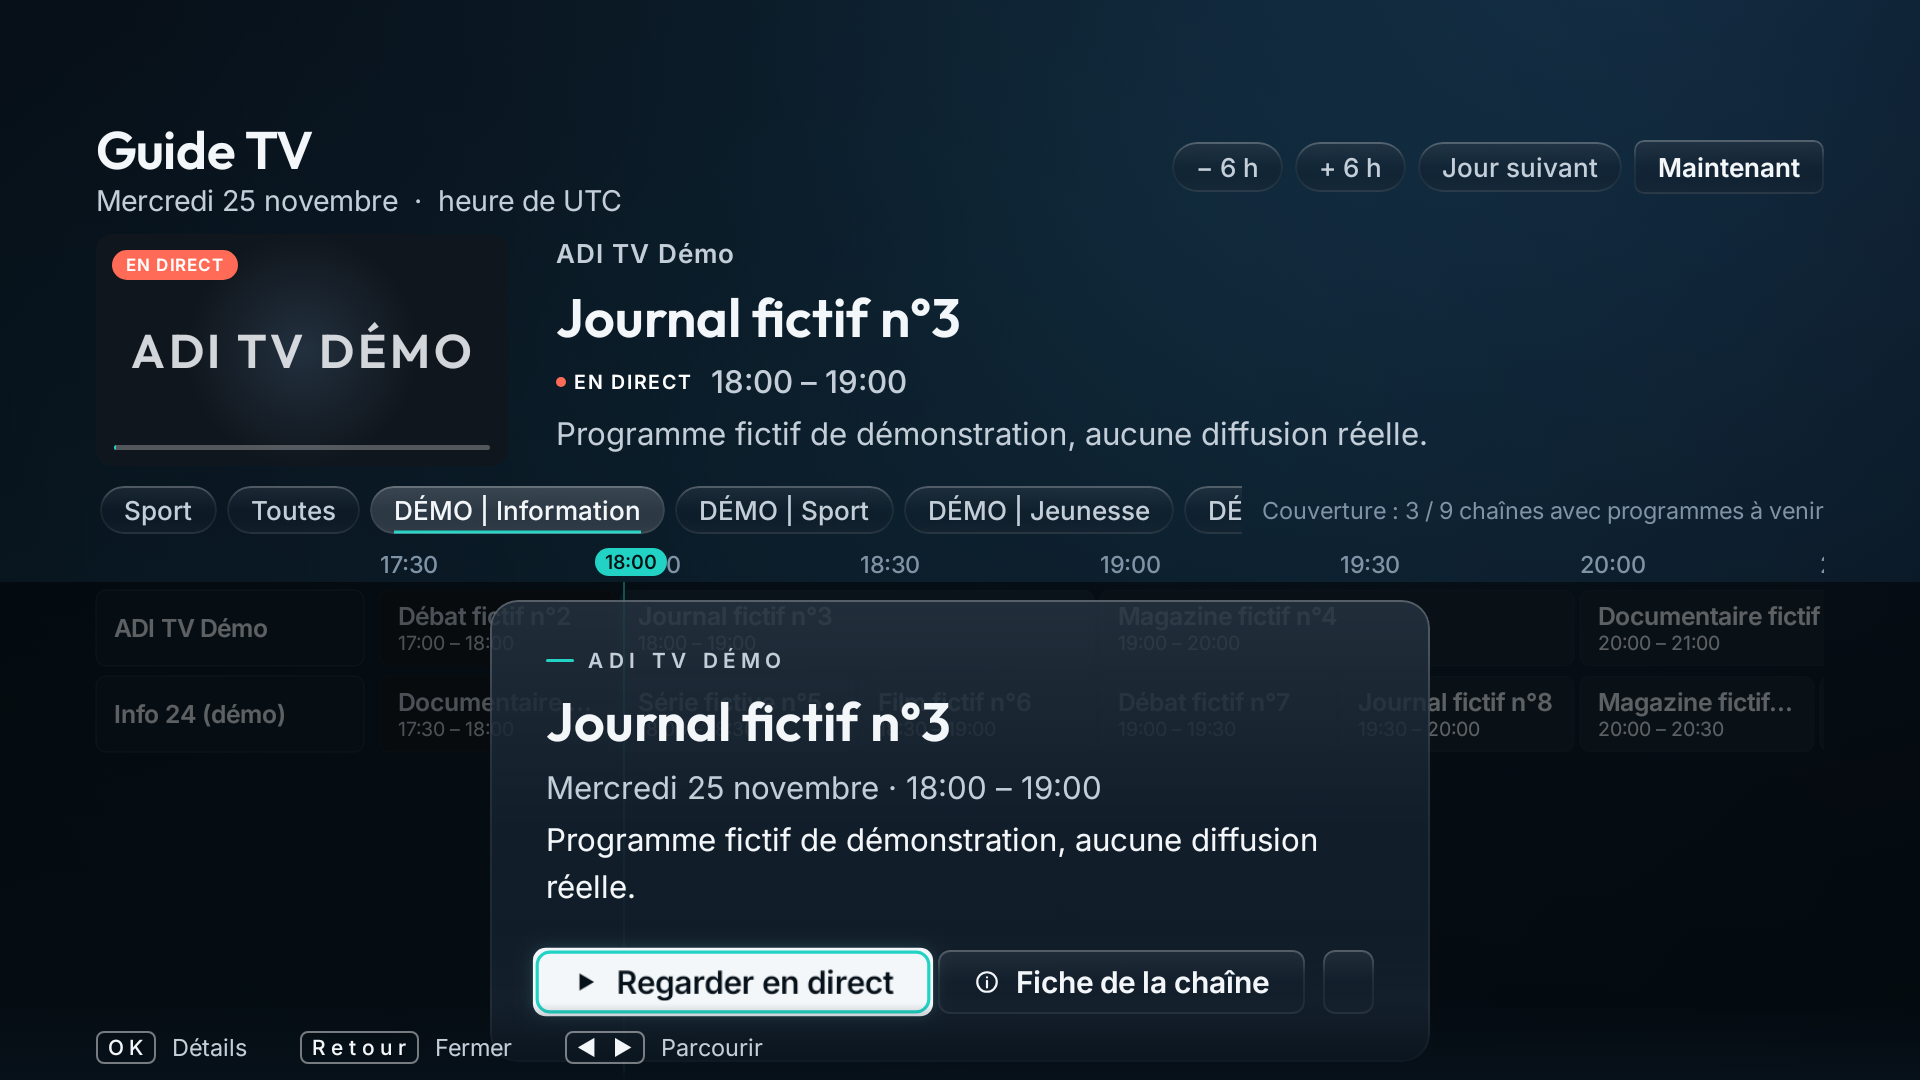 Guide TV
Mercredi 25 novembre · heure de UTC
– 6 h
+ 6 h
Jour suivant
Maintenant
EN DIRECT
ADI TV DÉMO
ADI TV Démo
Journal fictif n°3
EN DIRECT 18:00 – 19:00
Programme fictif de démonstration, aucune diffusion réelle.
Sport
Toutes
DÉMO | Information
DÉMO | Sport
DÉMO | Jeunesse
DÉ
Couverture : 3 / 9 chaînes avec programmes à venir
17:30
18:00
18:30
19:00
19:30
20:00
ADI TV Démo
Débat fictif n°2
17:00 – 18:00
Journal fictif n°3
18:00 – 19:00
Magazine fictif n°4
19:00 – 20:00
Documentaire fictif
20:00 – 21:00
Info 24 (démo)
Documentaire…
17:30 – 18:00
Série fictive n°5
Film fictif n°6
Débat fictif n°7
19:00 – 19:30
Journal fictif n°8
19:30 – 20:00
Magazine fictif…
20:00 – 20:30
ADI TV DÉMO
Journal fictif n°3
Mercredi 25 novembre · 18:00 – 19:00
Programme fictif de démonstration, aucune diffusion
réelle.
Regarder en direct
Fiche de la chaîne
OK Détails
Retour Fermer
Parcourir